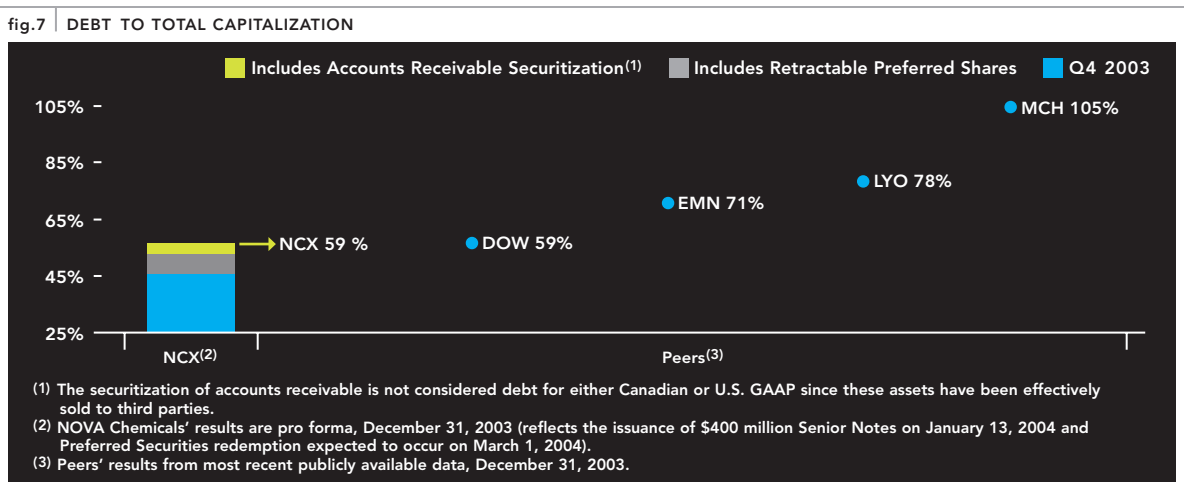 fig.7 DEBT TO TOTAL CAPITALIZATION
Includes Accounts Receivable Securitization(1) Includes Retractable Preferred Shares Q4 2003
105%
MCH 105%
85%
LYO 78%
EMN 71%
65%
NCX 59 % DOW 59%
45%
25%
NCX(2) Peers(3)
(1) The securitization of accounts receivable is not considered debt for either Canadian or U.S. GAAP since these assets have been effectively
sold to third parties.
(2) NOVA Chemicals' results are pro forma, December 31, 2003 (reflects the issuance of $400 million Senior Notes on January 13, 2004 and
Preferred Securities redemption expected to occur on March 1, 2004).
(3) Peers' results from most recent publicly available data, December 31, 2003.